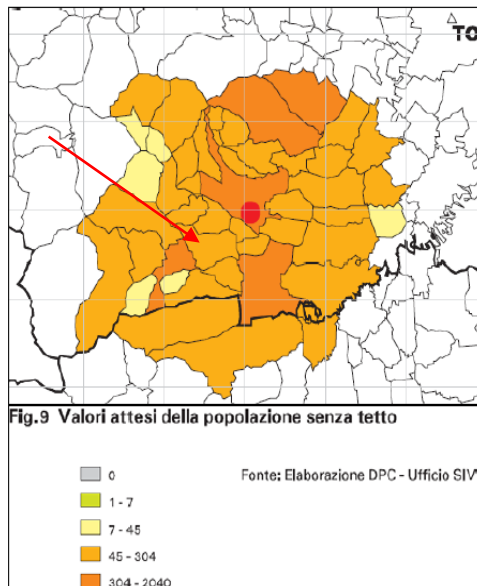 TO
Fig.9 Valori attesi della popolazione senza tetto
0
Fonte: Elaborazione DPC - Ufficio
1 - 7
7 - 45
45 - 304
304 - 2040